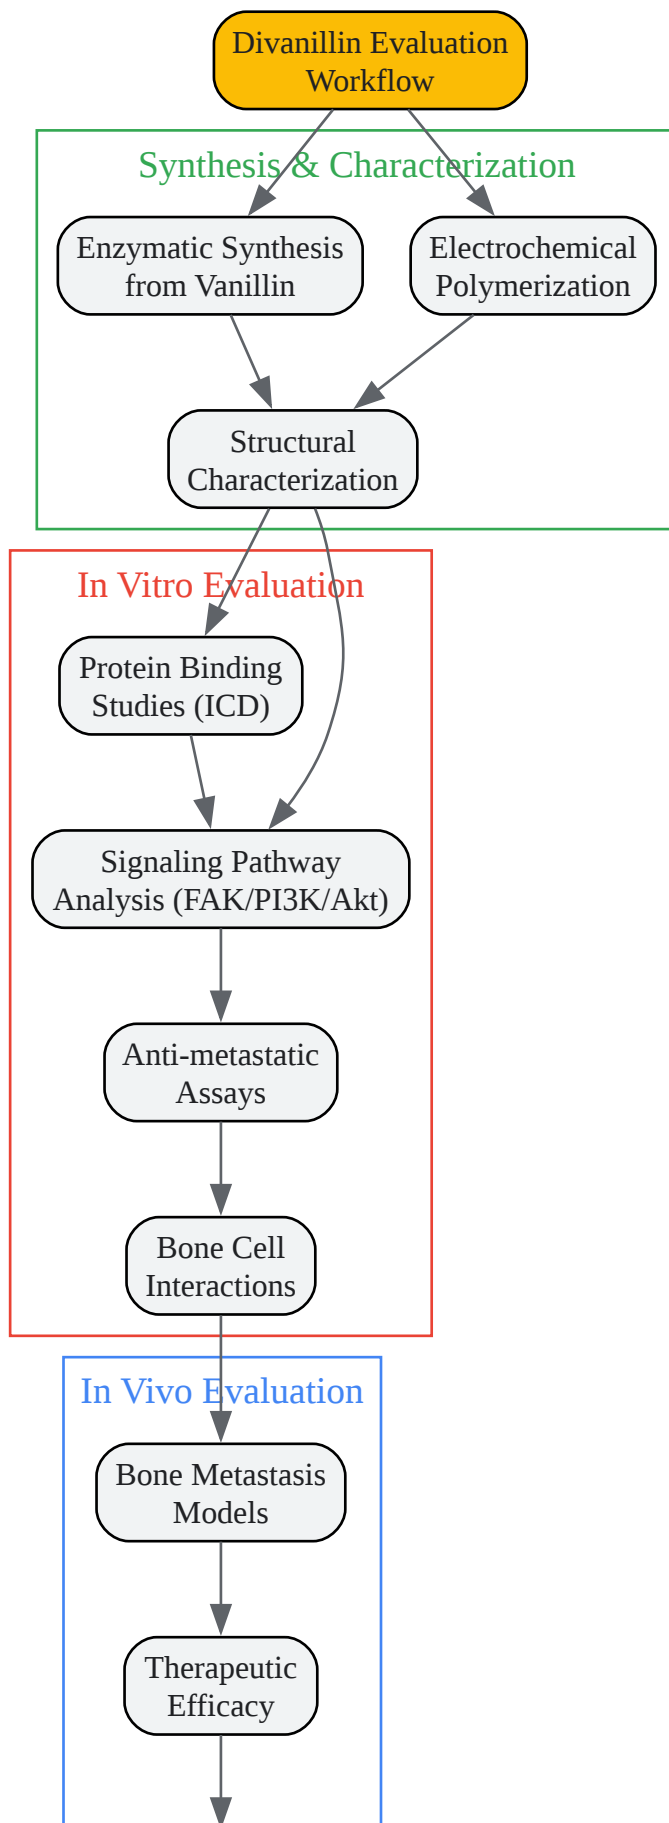 Divanillin Evaluation
Workflow
Synthesis & Characterization
Enzymatic Synthesis
from Vanillin
Electrochemical
Polymerization
Structural
Characterization
In Vitro Evaluation
Protein Binding
Studies (ICD)
Signaling Pathway
Analysis (FAK/PI3K/Akt)
Anti-metastatic
Assays
Bone Cell
Interactions
In Vivo Evaluation
Bone Metastasis
Models
Therapeutic
Efficacy